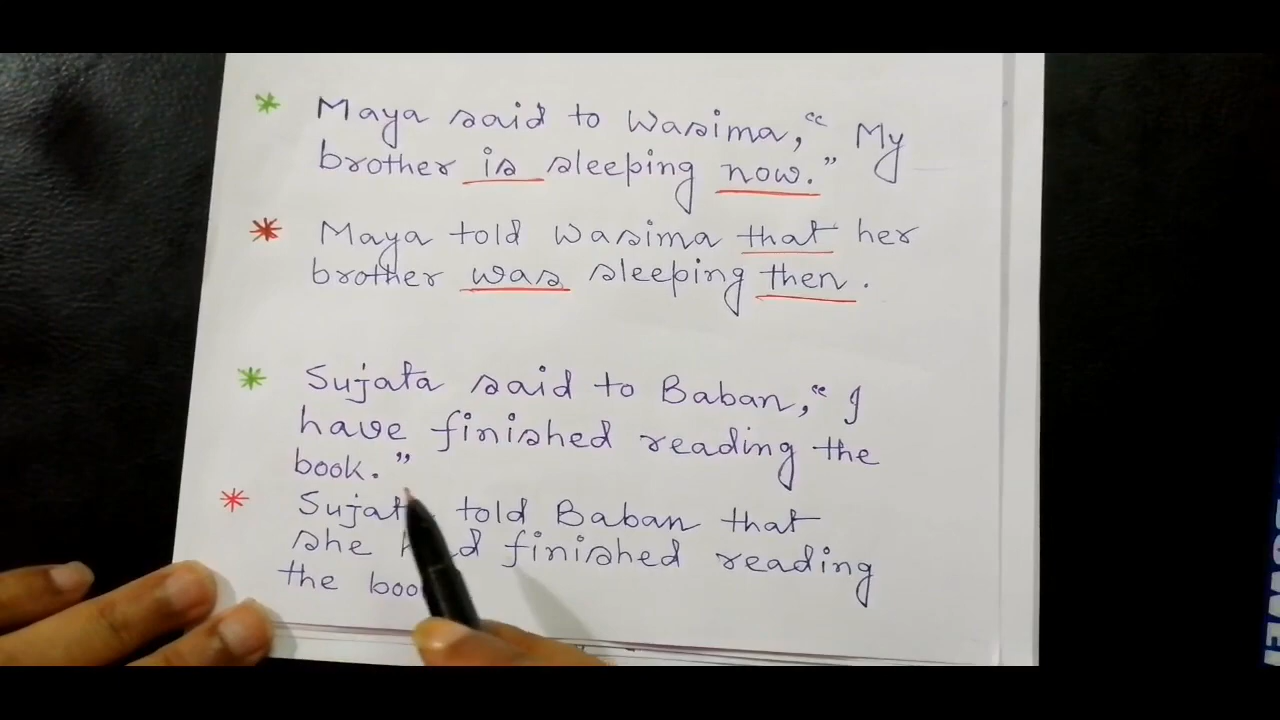 Maya said to Wasima, “ My
brother is sleeping now.”
Maya told Wasima that her
brother was sleeping then.
Sujata said to Baban, “ I
have finished reading the
book.”
told Baban that
she finished reading
the